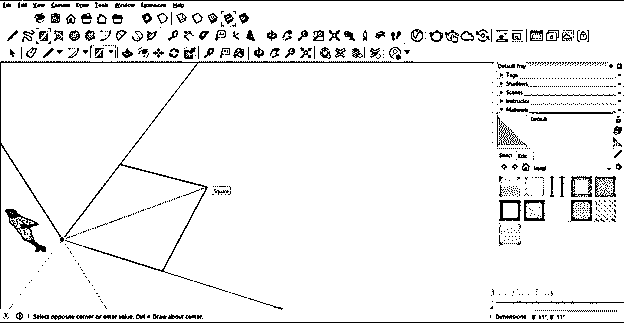 File Edit View Camera Draw Tools Window Extensions Help
Default Tray
Tags
Shadows
Scenes
Instructor
Materials
Default
Select Edit
Square
Select opposite corner or enter value. Ctrl = Draw about center.
Dimensions